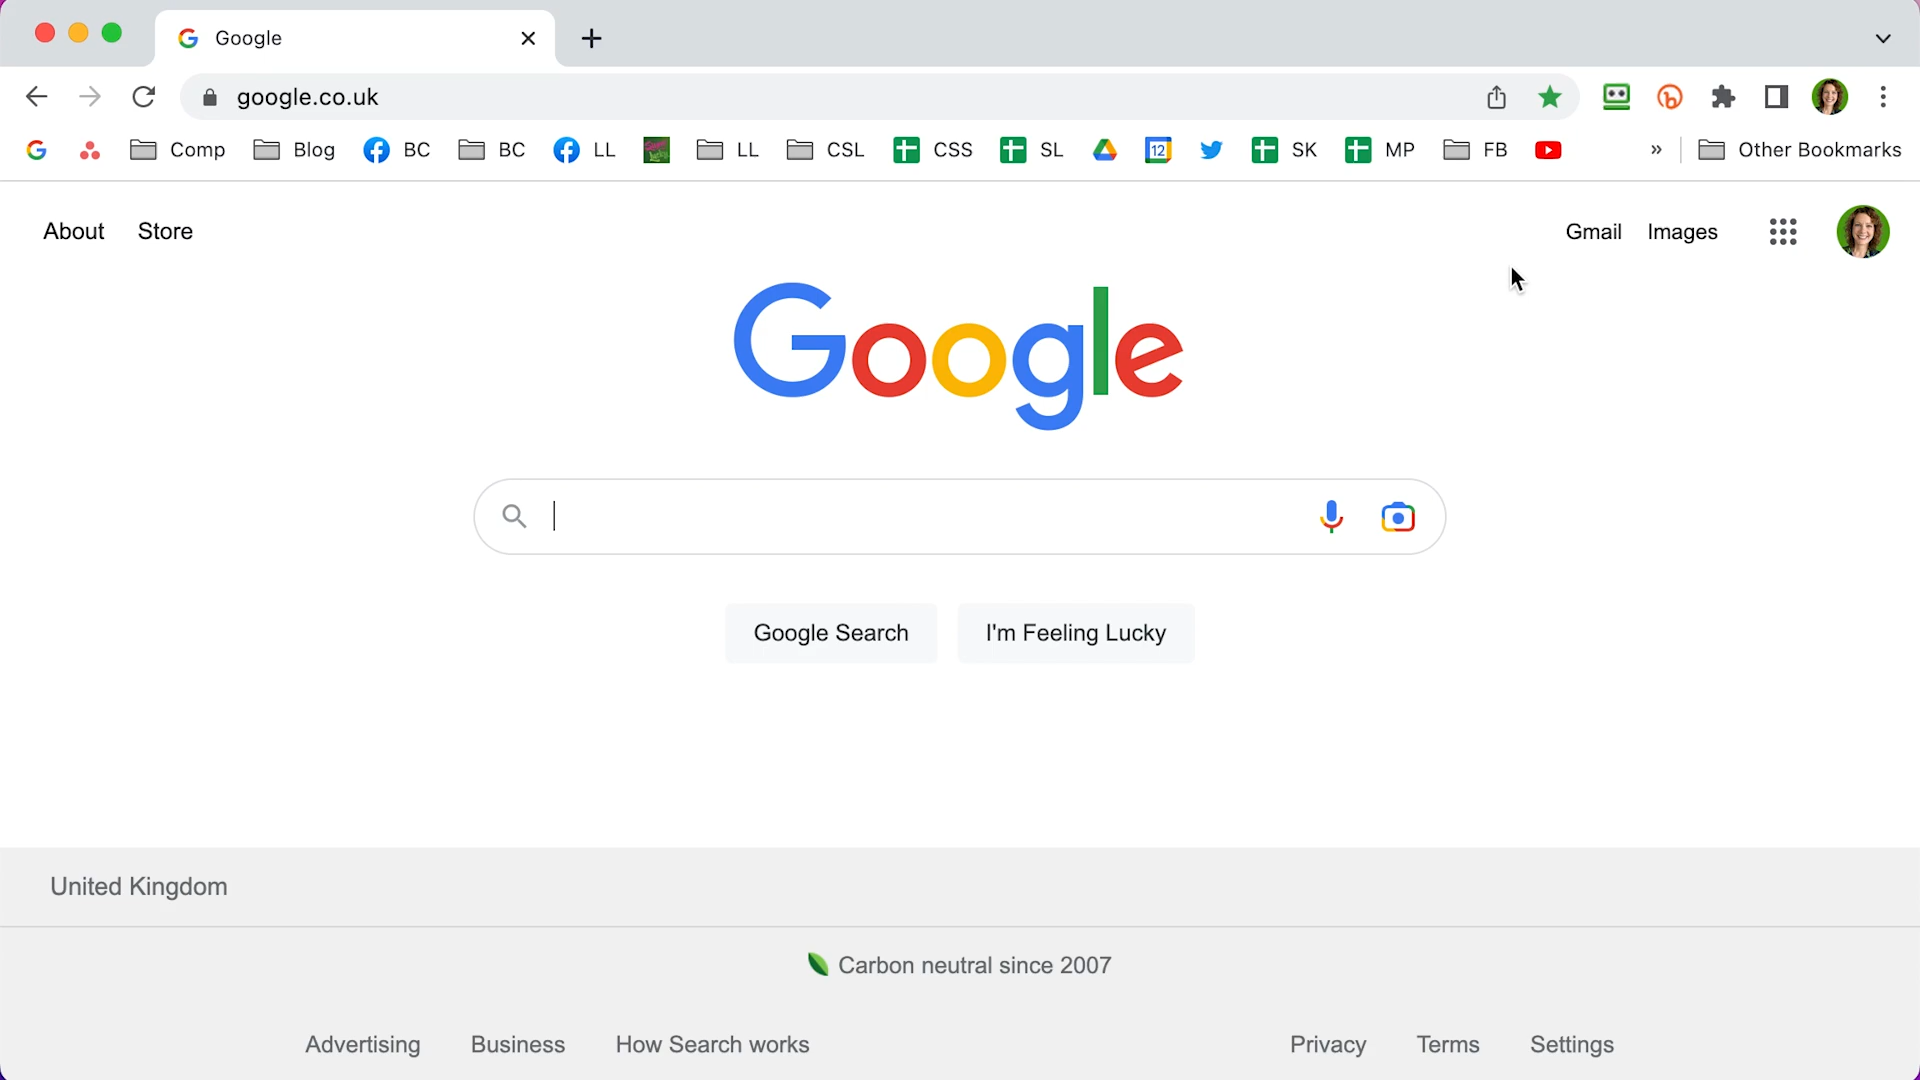 Google
google.co.uk
Comp Blog BC BC LL LL CSL CSS SL 12 SK MP FB » Other Bookmarks
About Store Gmail Images
Google
Google Search I'm Feeling Lucky
United Kingdom
Carbon neutral since 2007
Advertising Business How Search works Privacy Terms Settings